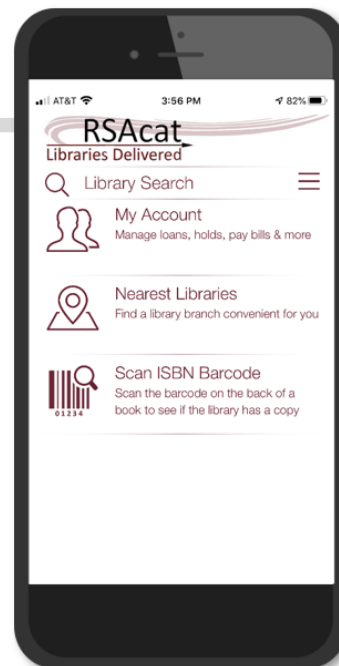 AT&T 3:56 PM 82%
RSAcat
Libraries Delivered
Library Search
My Account
Manage loans, holds, pay bills & more
Nearest Libraries
Find a library branch convenient for you
Scan ISBN Barcode
Scan the barcode on the back of a
book to see if the library has a copy
01234